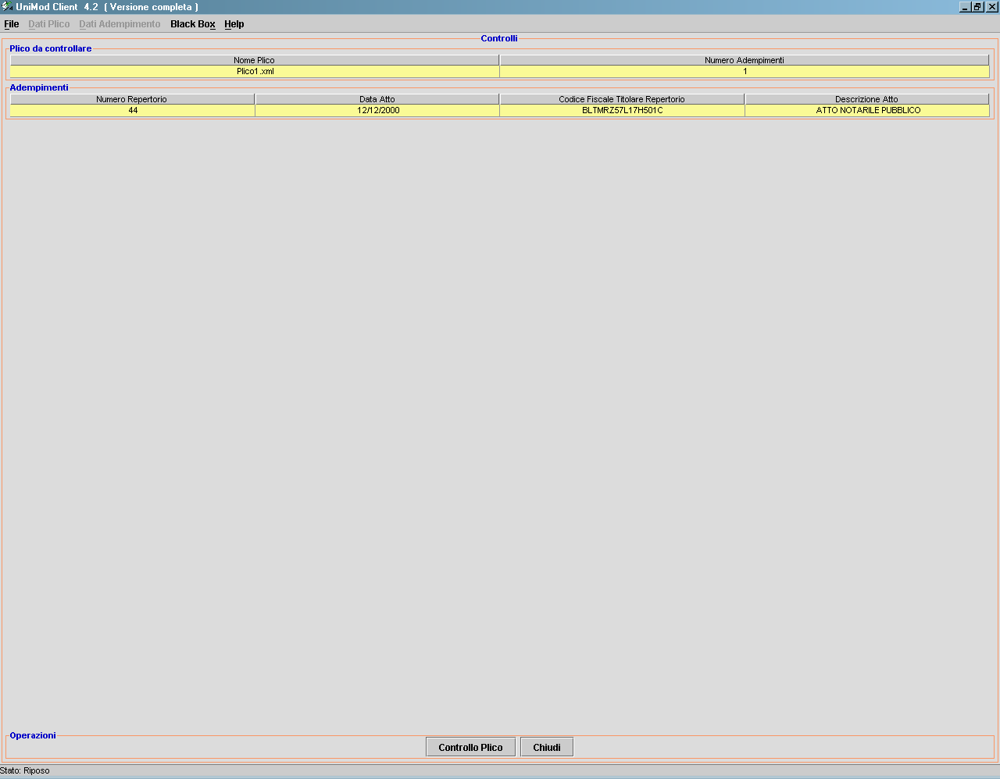 UniMod Client 4.2 ( Versione completa )
File Dati Plico Dati Adempimento Black Box Help
Controlli
Plico da controllare
Nome Plico Numero Adempimenti
Plico1.xml 1
Adempimenti
Numero Repertorio Data Atto Codice Fiscale Titolare Repertorio Descrizione Atto
44 12/12/2000 BLTMRZ57L17H501C ATTO NOTARILE PUBBLICO
Operazioni
Controllo Plico Chiudi
Stato: Riposo